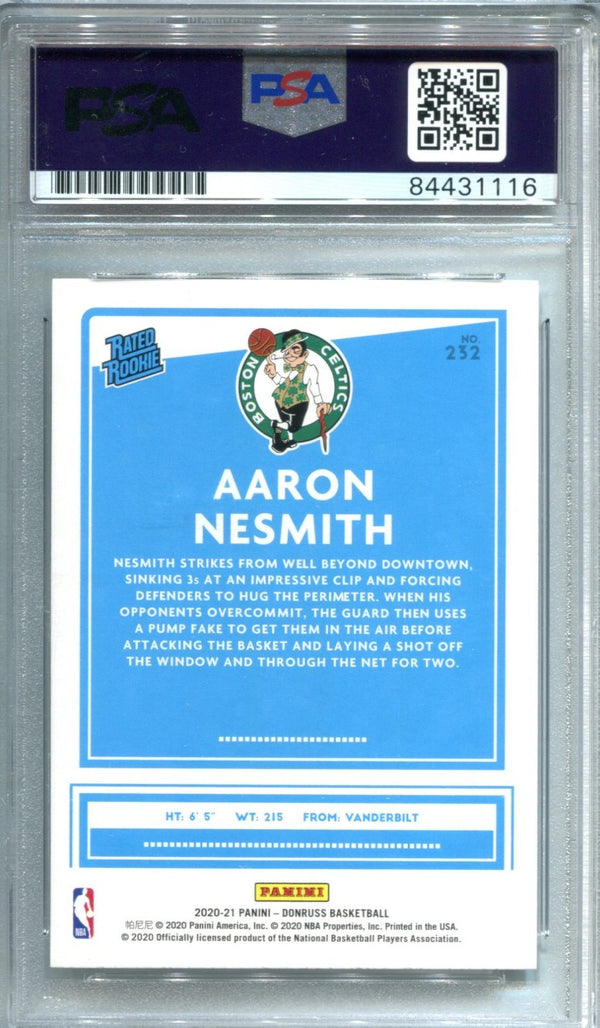 PSA
PSA
84431116
RATED
ROOKIE
BOSTON CELTICS
NO.
232
AARON
NESMITH
NESMITH STRIKES FROM WELL BEYOND DOWNTOWN,
SINKING 3s AT AN IMPRESSIVE CLIP AND FORCING
DEFENDERS TO HUG THE PERIMETER. WHEN HIS
OPPONENTS OVERCOMMIT, THE GUARD THEN USES
A PUMP FAKE TO GET THEM IN THE AIR BEFORE
ATTACKING THE BASKET AND LAYING A SHOT OFF
THE WINDOW AND THROUGH THE NET FOR TWO.
HT: 6' 5" WT: 215 FROM: VANDERBILT
PANINI
NBA
2020-21 PANINI – DONRUSS BASKETBALL
帕尼尼 © 2020 Panini America, Inc. © 2020 NBA Properties, Inc. Printed in the USA.
© 2020 Officially licensed product of the National Basketball Players Association.